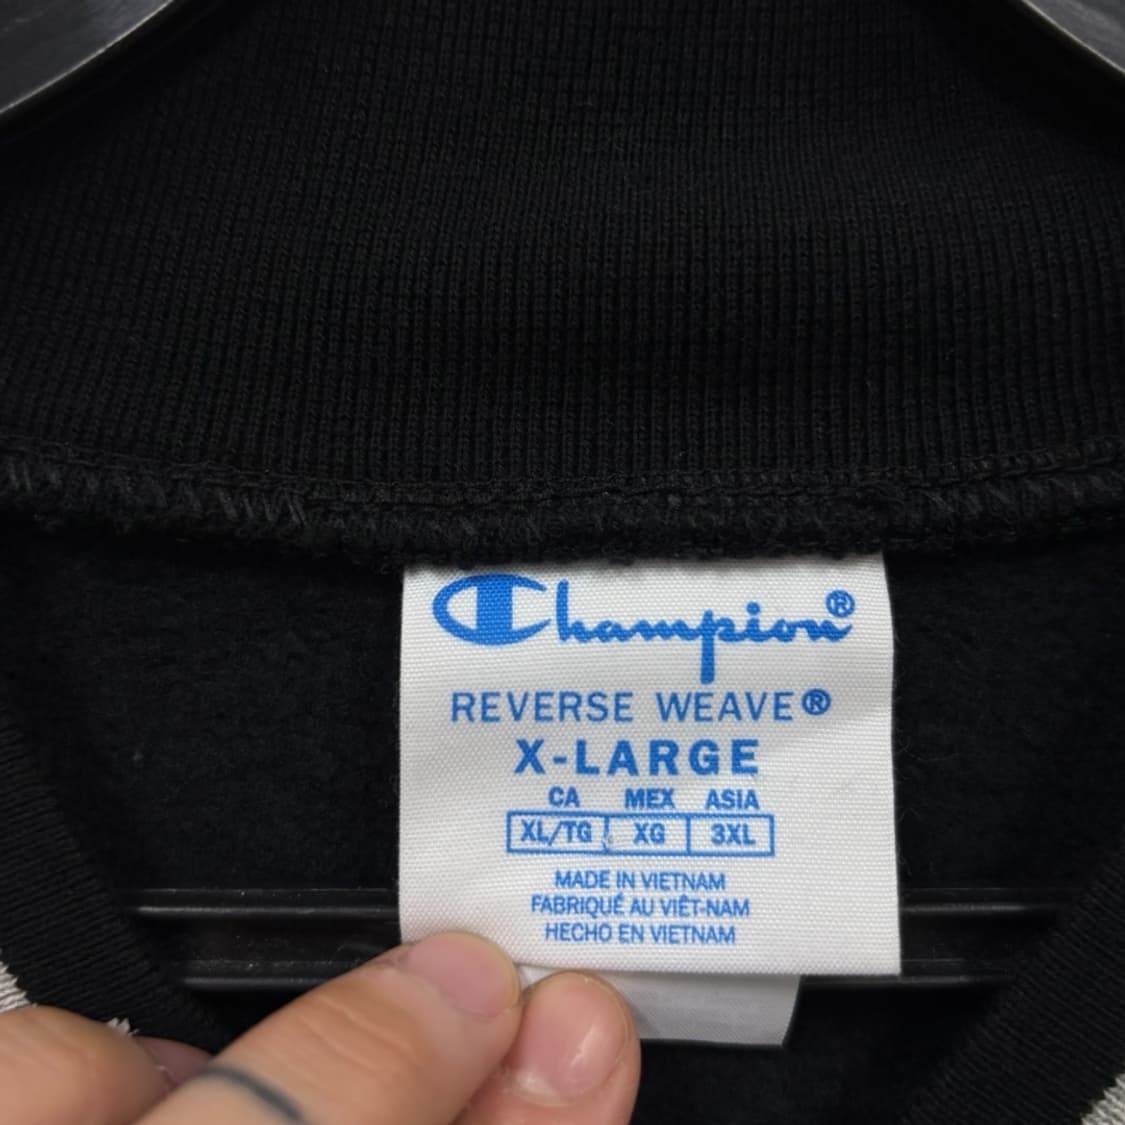 Champion®
REVERSE WEAVE®
X-LARGE
CA MEX ASIA
XL/TG XG 3XL
MADE IN VIETNAM
FABRIQUÉ AU VIÊT-NAM
HECHO EN VIETNAM